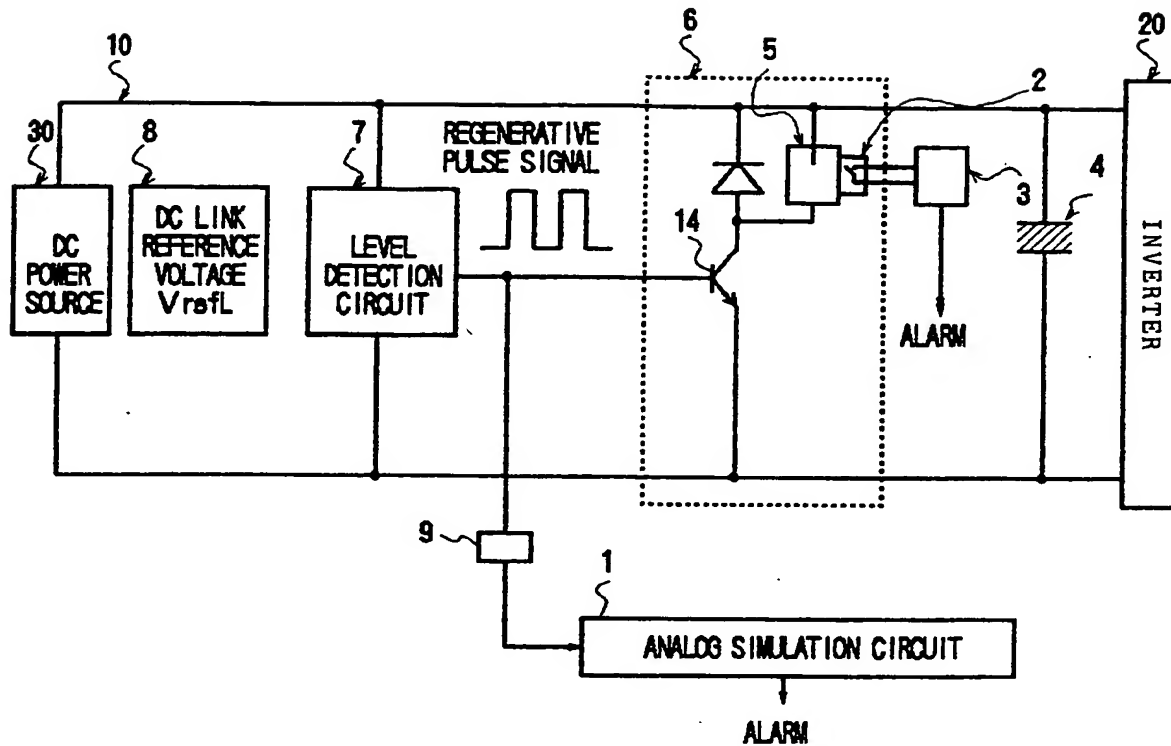 10
6
5
2
20
30
8
7
REGENERATIVE
PULSE SIGNAL
DC
POWER
SOURCE
DC LINK
REFERENCE
VOLTAGE
VrefL
LEVEL
DETECTION
CIRCUIT
14
3
4
ALARM
INVERTER
9
1
ANALOG SIMULATION CIRCUIT
ALARM